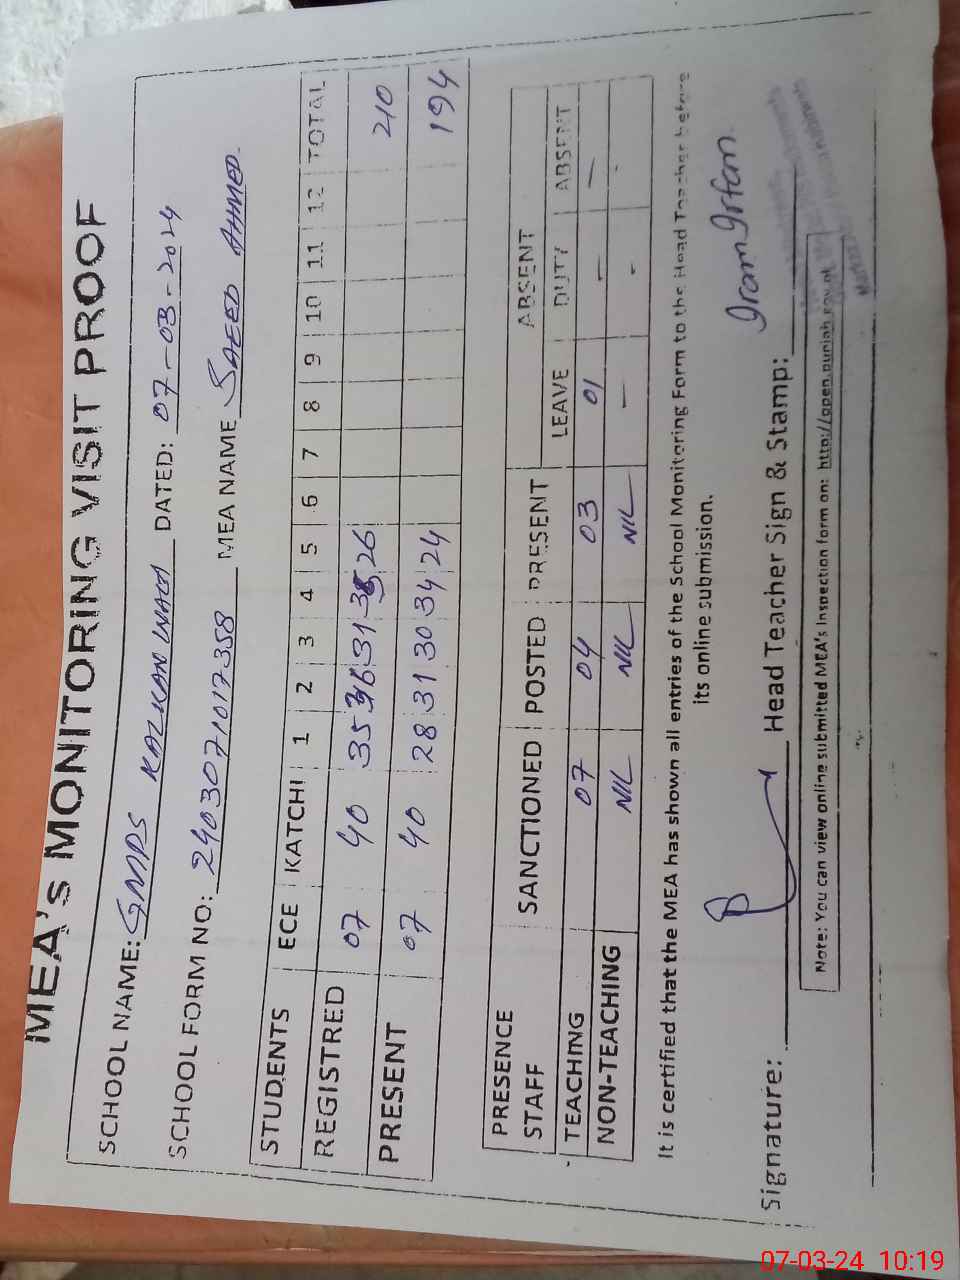 MEA's MONITORING VISIT PROOF
SCHOOL NAME: GMPS KALHAN WALA DATED: 07-03-2024
SCHOOL FORM NO: 2403071017358 MEA NAME SAEED AHMED.
STUDENTS ECE KATCHI 1 2 3 4 5 6 7 8 9 10 11 12 TOTAL
REGISTRED 07 40 35 36 31 35 26 210
PRESENT 07 40 28 31 30 34 24 194
PRESENCE STAFF SANCTIONED POSTED PRESENT ABSENT
LEAVE DUTY ABSENT
TEACHING 07 04 03 01 — —
NON-TEACHING NIL NIL NIL — - -
It is certified that the MEA has shown all entries of the School Monitoring Form to the Head Teacher before
its online submission.
Signature: Head Teacher Sign & Stamp: Iram Irfan
Note: You can view online submitted MEA's Inspection form on: http://open.punjab.gov.pk
07-03-24 10:19